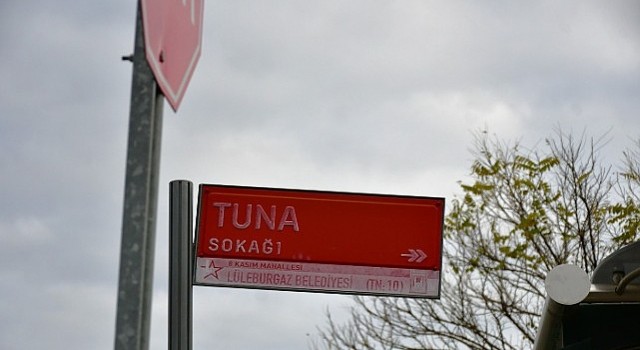 TUNA
SOKAĞI
8 KASIM MAHALLESİ
LÜLEBURGAZ BELEDİYESİ (TN:10)